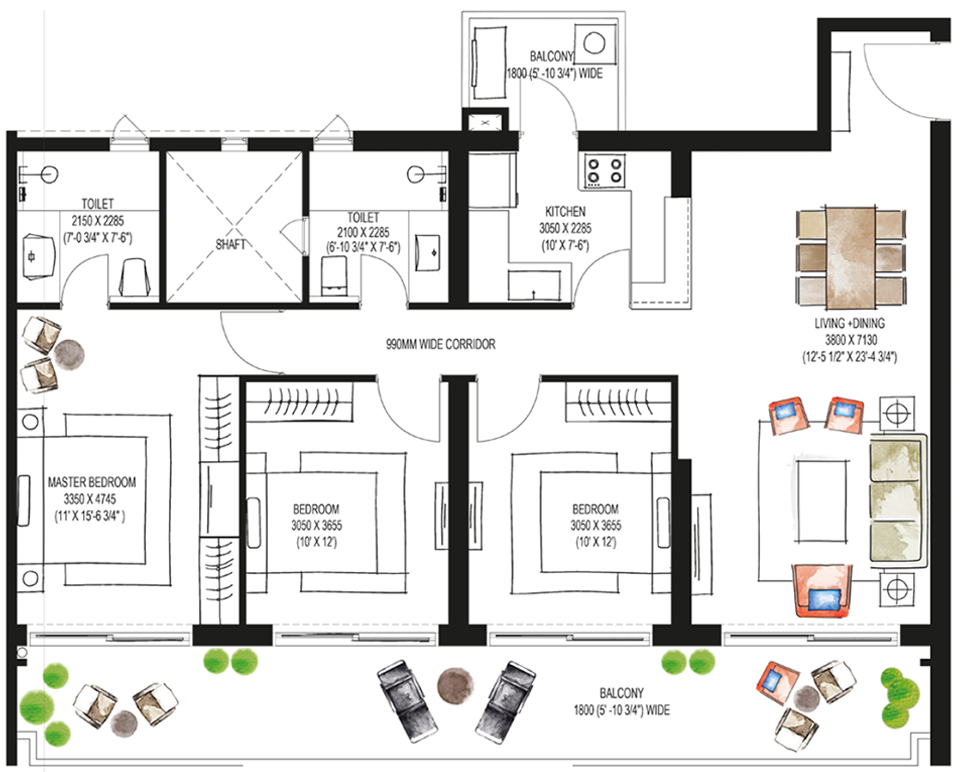 BALCONY
1800 (5' -10 3/4") WIDE
TOILET
2150 X 2285
(7'-0 3/4" X 7'-6")
SHAFT
TOILET
2100 X 2285
(6'-10 3/4" X 7'-6")
KITCHEN
3050 X 2285
(10' X 7'-6")
LIVING +DINING
3800 X 7130
(12'-5 1/2" X 23'-4 3/4")
990MM WIDE CORRIDOR
MASTER BEDROOM
3350 X 4745
(11' X 15'-6 3/4" )
BEDROOM
3050 X 3655
(10' X 12')
BEDROOM
3050 X 3655
(10' X 12')
BALCONY
1800 (5' -10 3/4") WIDE